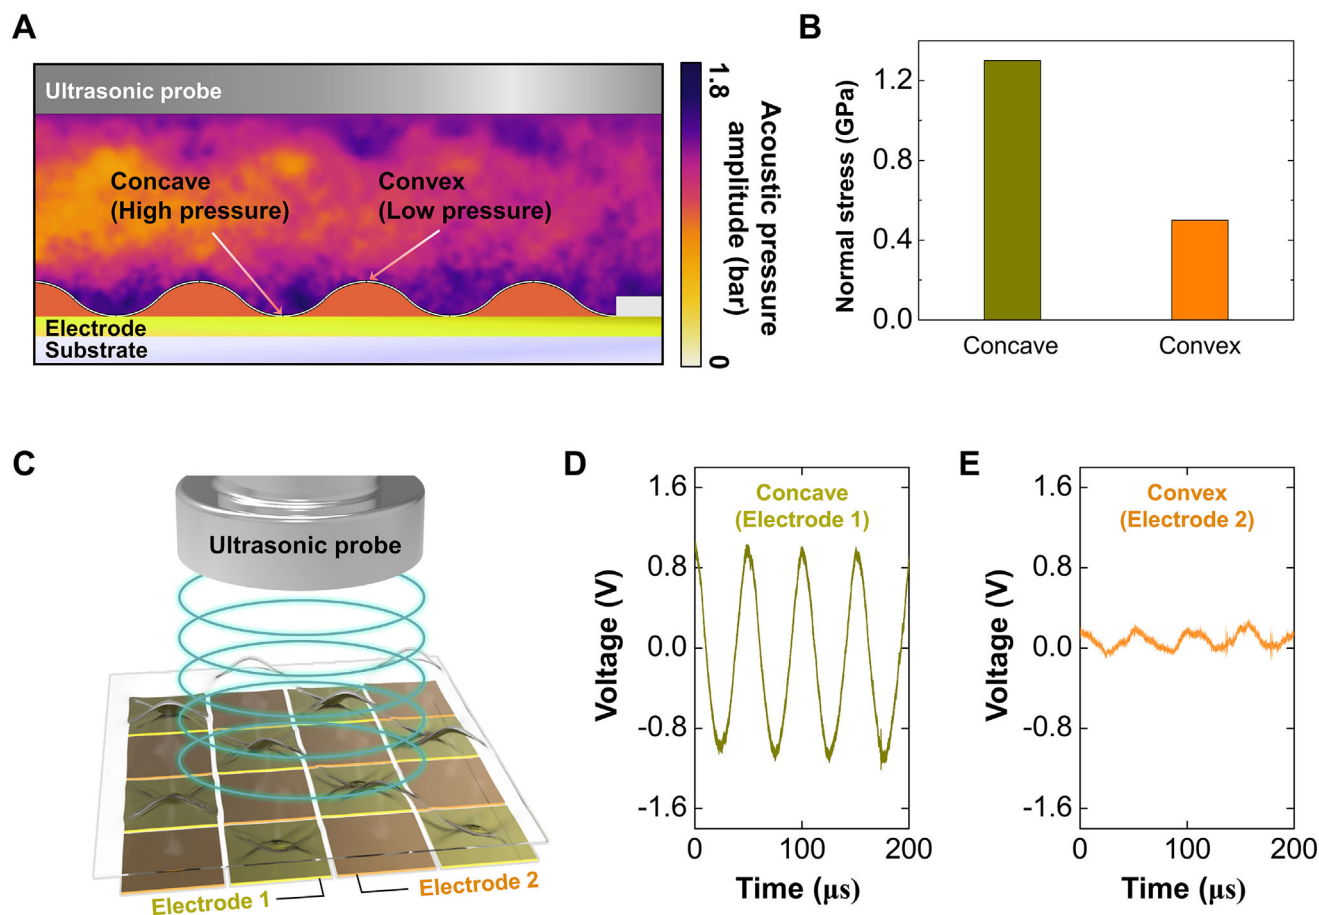 A
Ultrasonic probe
Concave
(High pressure)
Convex
(Low pressure)
Electrode
Substrate
1.8
0
Acoustic pressure
amplitude (bar)
B
Normal stress (GPa)
1.2
0.8
0.4
0.0
Concave
Convex
C
Ultrasonic probe
Electrode 1
Electrode 2
D
Voltage (V)
1.6
0.8
0.0
-0.8
-1.6
Concave
(Electrode 1)
0
100
200
Time (μs)
E
Voltage (V)
1.6
0.8
0.0
-0.8
-1.6
Convex
(Electrode 2)
0
100
200
Time (μs)